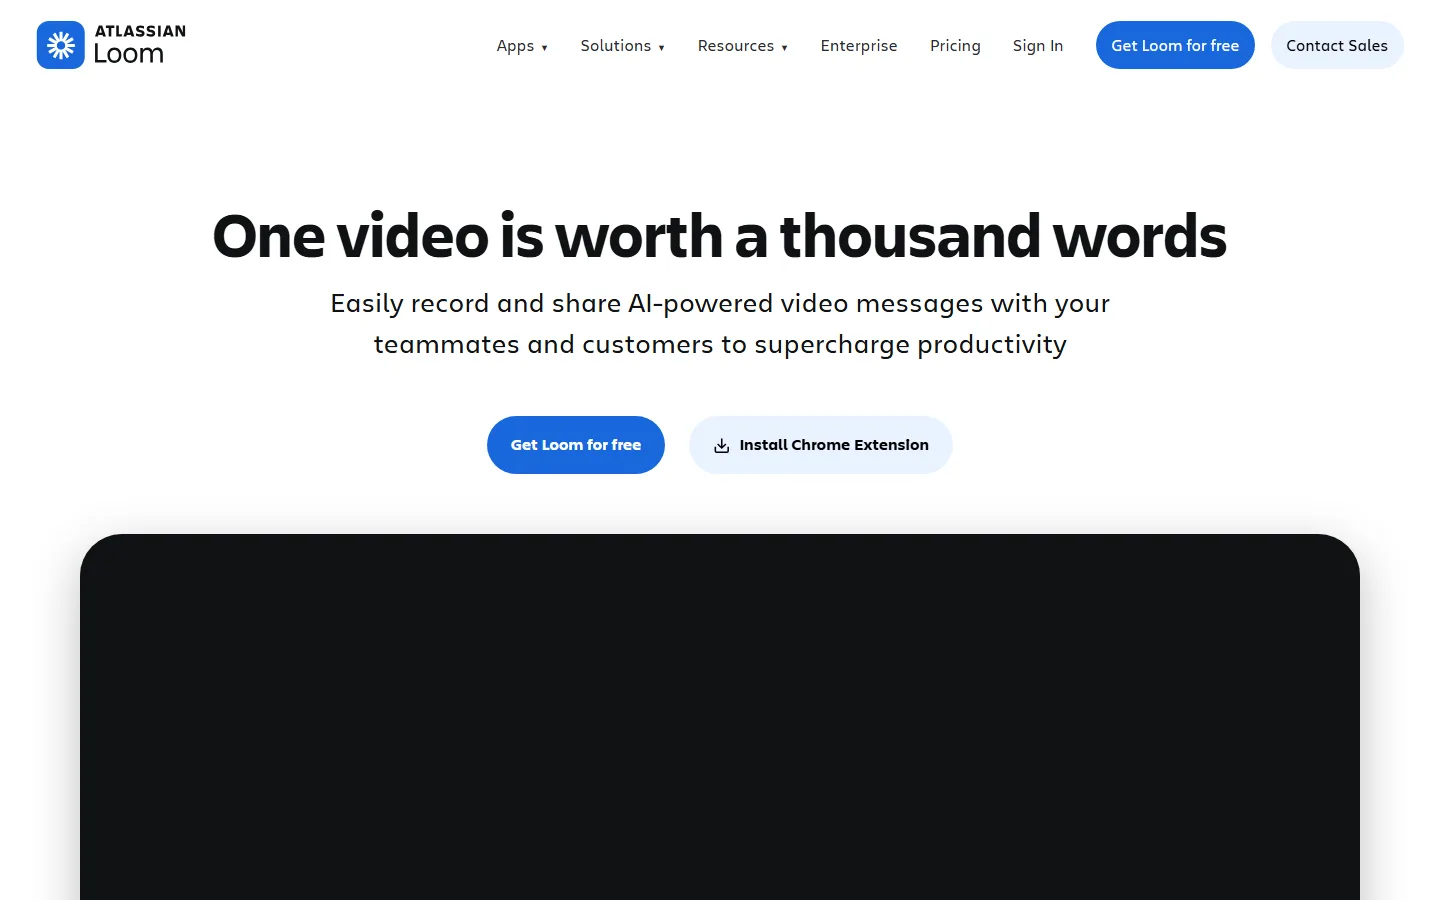 ATLASSIAN
Loom
Apps ▾ Solutions ▾ Resources ▾ Enterprise Pricing Sign In Get Loom for free Contact Sales
One video is worth a thousand words
Easily record and share AI-powered video messages with your
teammates and customers to supercharge productivity
Get Loom for free Install Chrome Extension